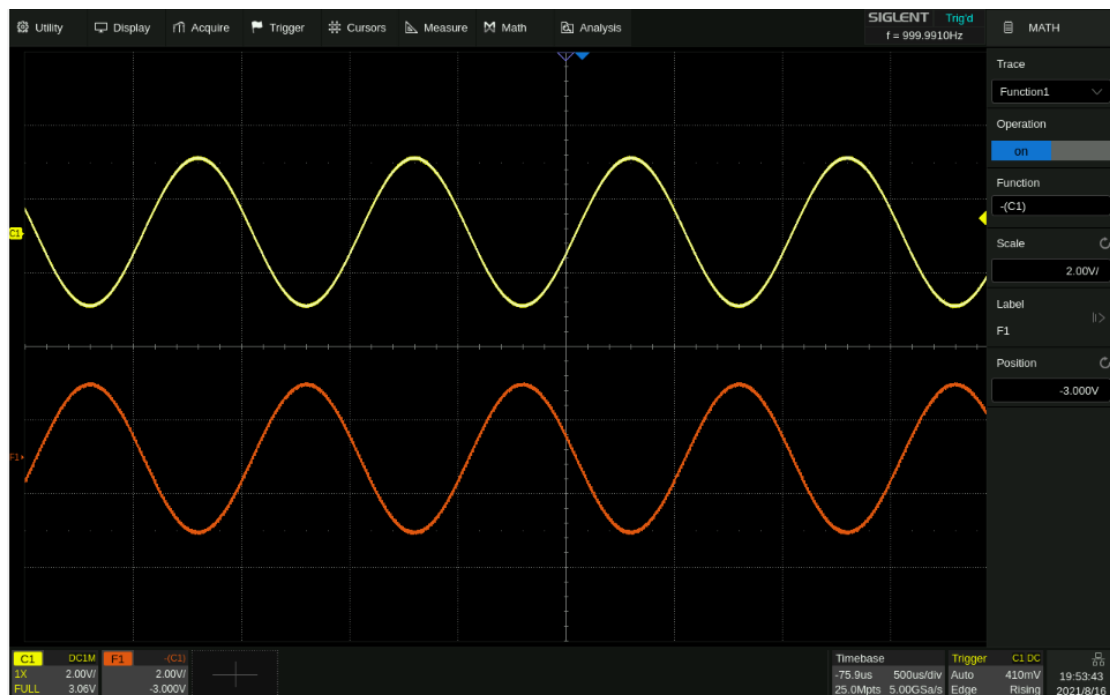 Utility Display Acquire Trigger Cursors Measure Math Analysis
SIGLENT Trig'd
f = 999.9910Hz
MATH
Trace
Function1
Operation
on
Function
-(C1)
Scale
2.00V/
Label
F1
Position
-3.000V
C1
F1
C1 DC1M
1X 2.00V/
FULL 3.06V
F1 -(C1)
2.00V/
-3.000V
Timebase
-75.9us 500us/div
25.0Mpts 5.00GSa/s
Trigger C1 DC
Auto 410mV
Edge Rising
19:53:43
2021/8/16